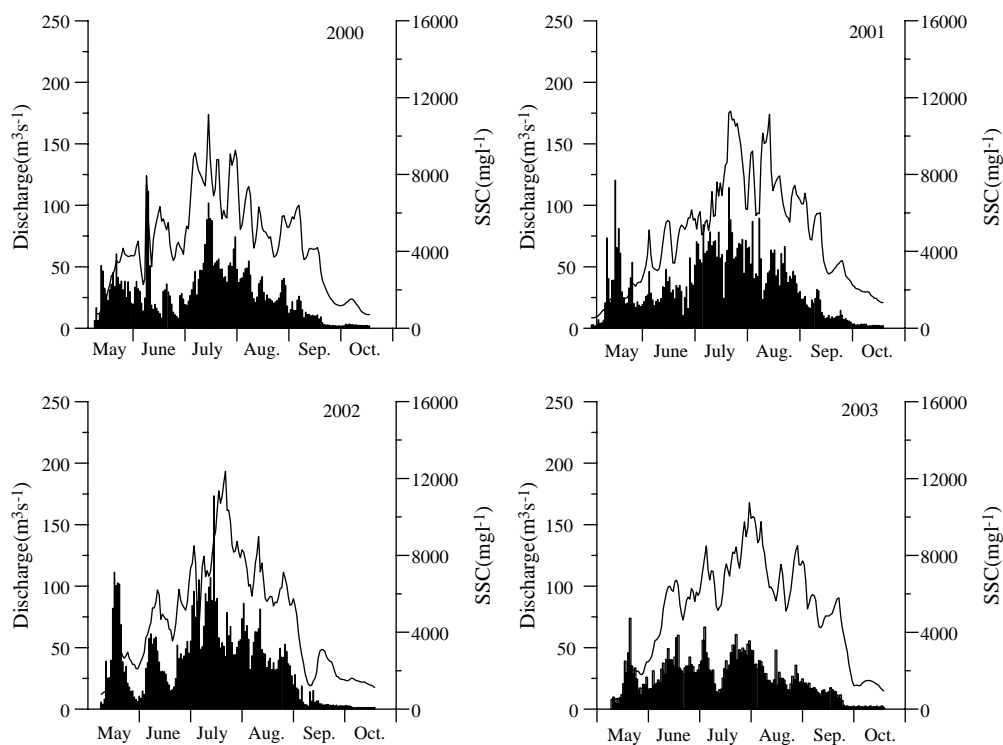 250 16000 2000
200 12000
150 8000
100 4000
50
0 0
Discharge(m³s⁻¹)
SSC(mgl⁻¹)
May June July Aug. Sep. Oct.
250 16000 2001
200 12000
150 8000
100 4000
50
0 0
Discharge(m³s⁻¹)
SSC(mgl⁻¹)
May June July Aug. Sep. Oct.
250 16000 2002
200 12000
150 8000
100 4000
50
0 0
Discharge(m³s⁻¹)
SSC(mgl⁻¹)
May June July Aug. Sep. Oct.
250 16000 2003
200 12000
150 8000
100 4000
50
0 0
Discharge(m³s⁻¹)
SSC(mgl⁻¹)
May June July Aug. Sep. Oct.